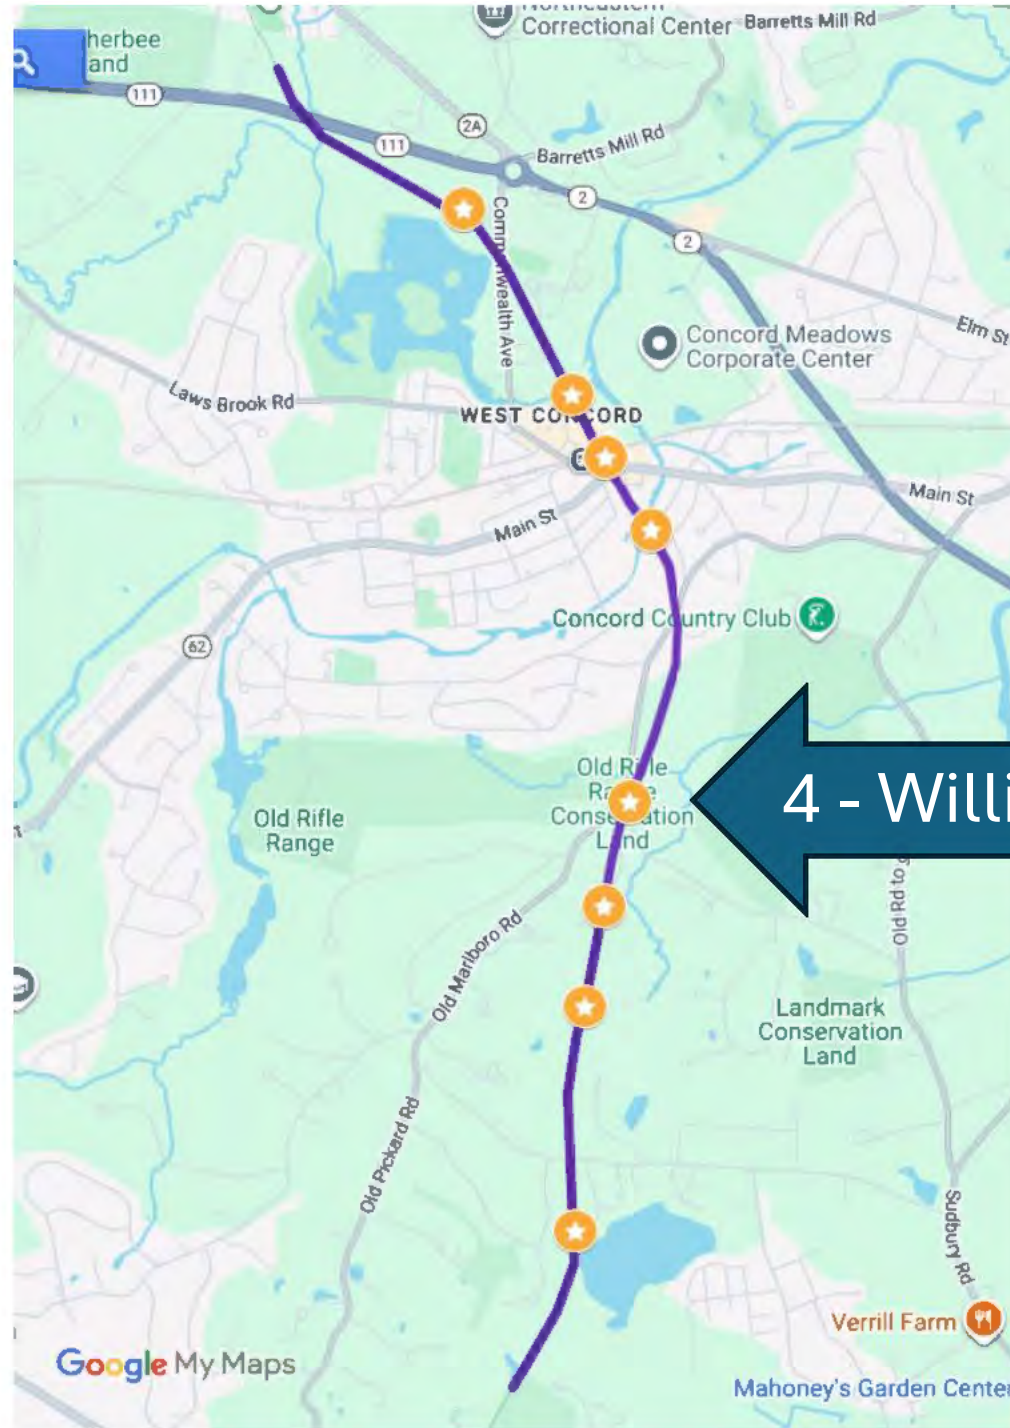 Correctional Center
Barretts Mill Rd
herbee
and
111
2A
111
Barretts Mill Rd
2
2
Commonwealth Ave
Elm St
Concord Meadows
Corporate Center
Laws Brook Rd
WEST CONCORD
Main St
Main St
Concord Country Club
62
Old Rifle
Range
Conservation
Land
4 - Willi
Old Rifle
Range
Old Rd to
Old Marlboro Rd
Landmark
Conservation
Land
Old Pickard Rd
Sudbury Rd
Verrill Farm
Google My Maps
Mahoney's Garden Center